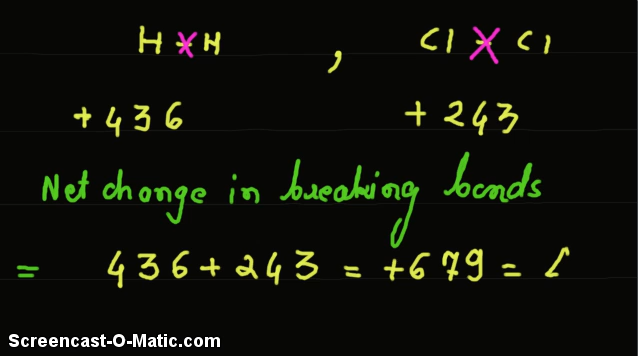 H-H , Cl-Cl
+436 +243
Net change in breaking bonds
= 436+243 = +679 =
Screencast-O-Matic.com